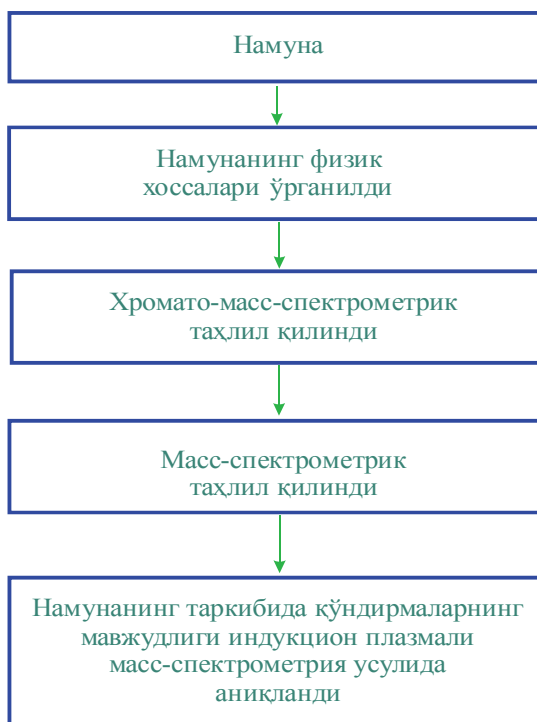 Намуна
Намунанинг физик
хоссалари ўрганилди
Хромато-масс-спектрометрик
таҳлил қилинди
Масс-спектрометрик
таҳлил қилинди
Намунанинг таркибида қўндирмаларнинг
мавжудлиги индукцион плазмали
масс-спектрометрия усулида
аниқланди